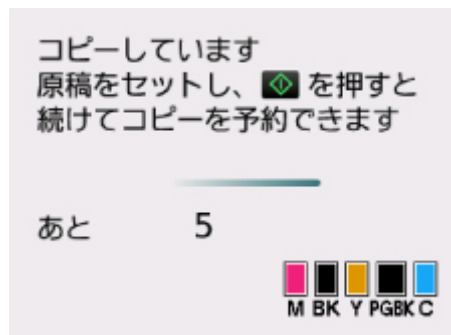 コピーしています
原稿をセットし、 を押すと
続けてコピーを予約できます
あと 5
M BK Y PGBK C